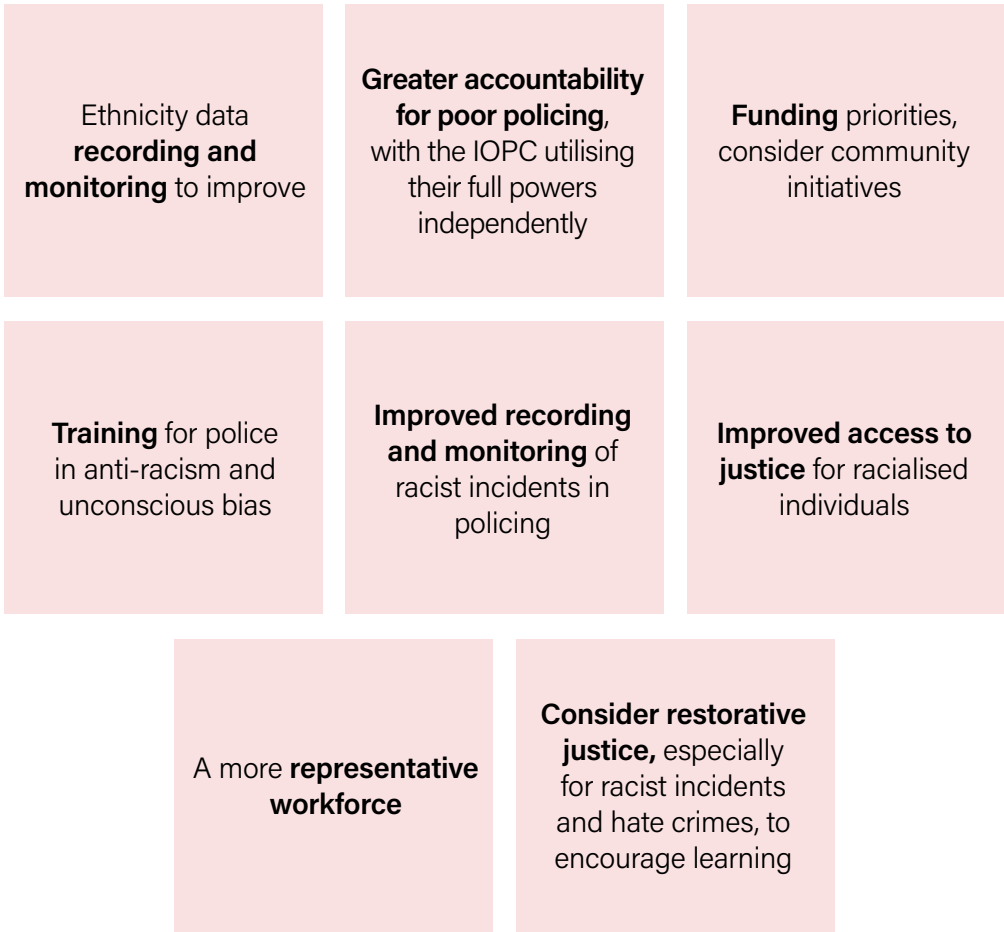 Ethnicity data
recording and
monitoring to improve
Greater accountability
for poor policing,
with the IOPC utilising
their full powers
independently
Funding priorities,
consider community
initiatives
Training for police
in anti-racism and
unconscious bias
Improved recording
and monitoring of
racist incidents in
policing
Improved access to
justice for racialised
individuals
A more representative
workforce
Consider restorative
justice, especially
for racist incidents
and hate crimes, to
encourage learning